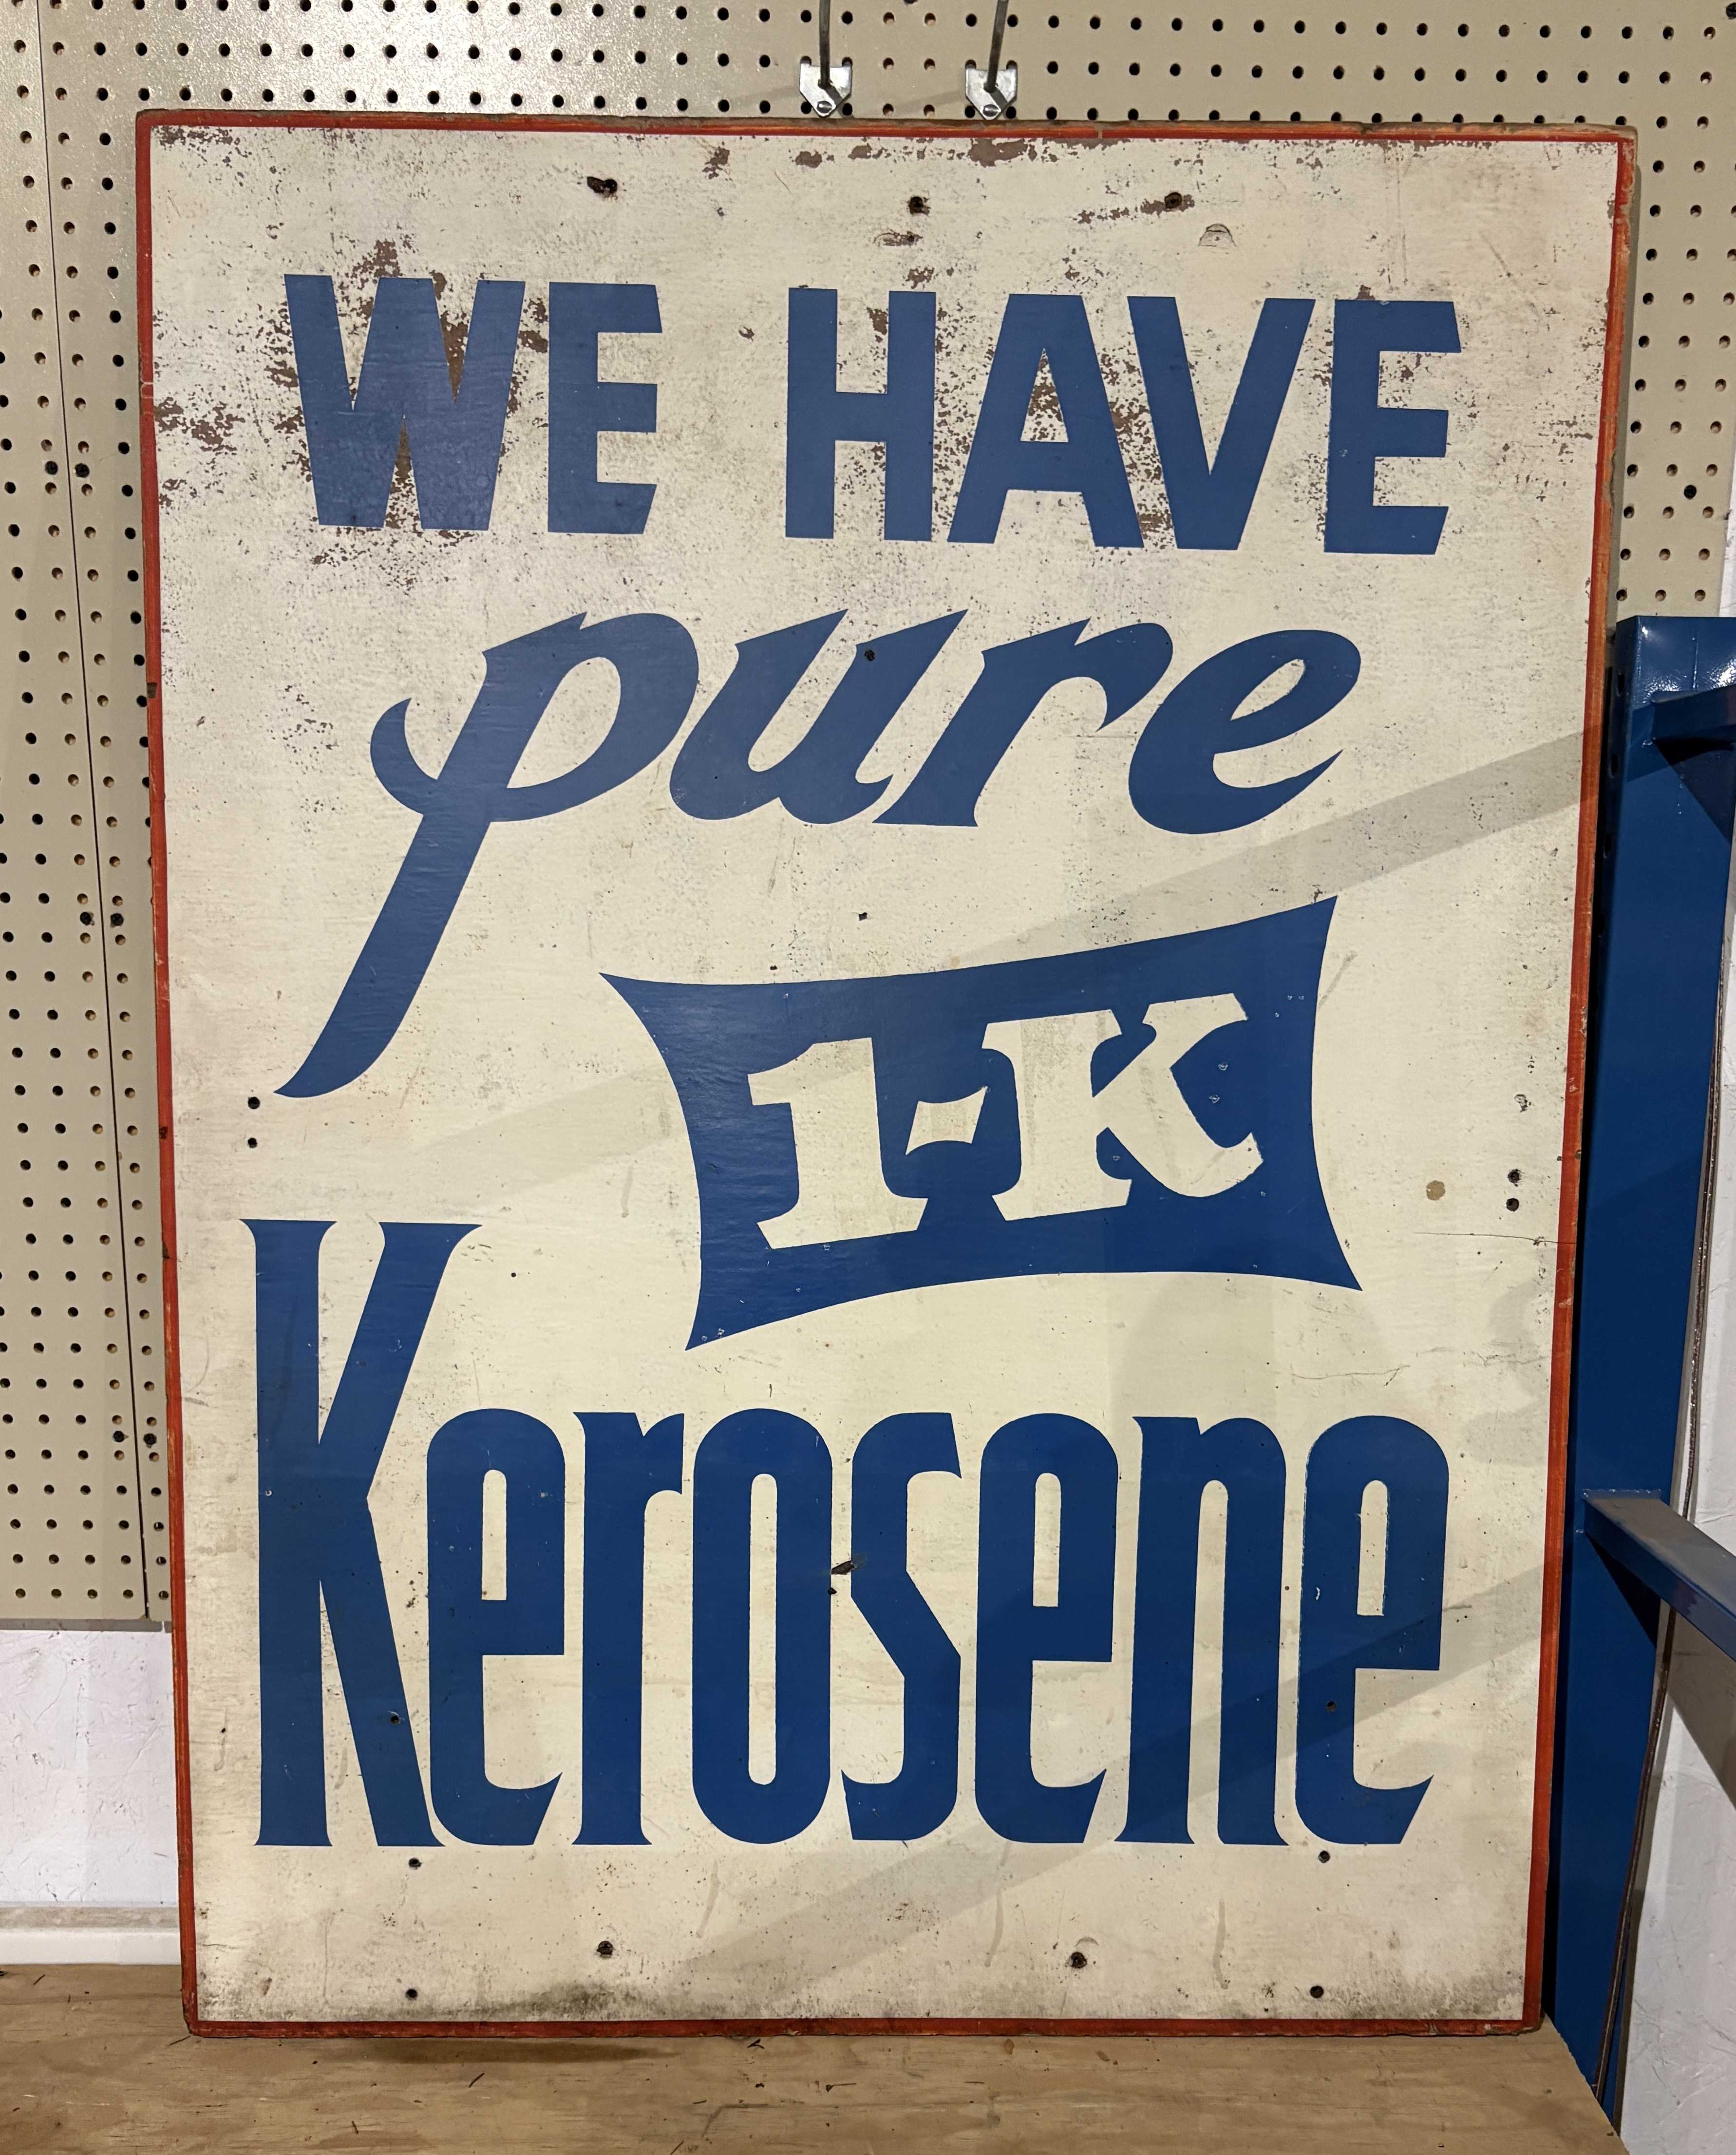 WE HAVE
pure
1-K
Kerosene